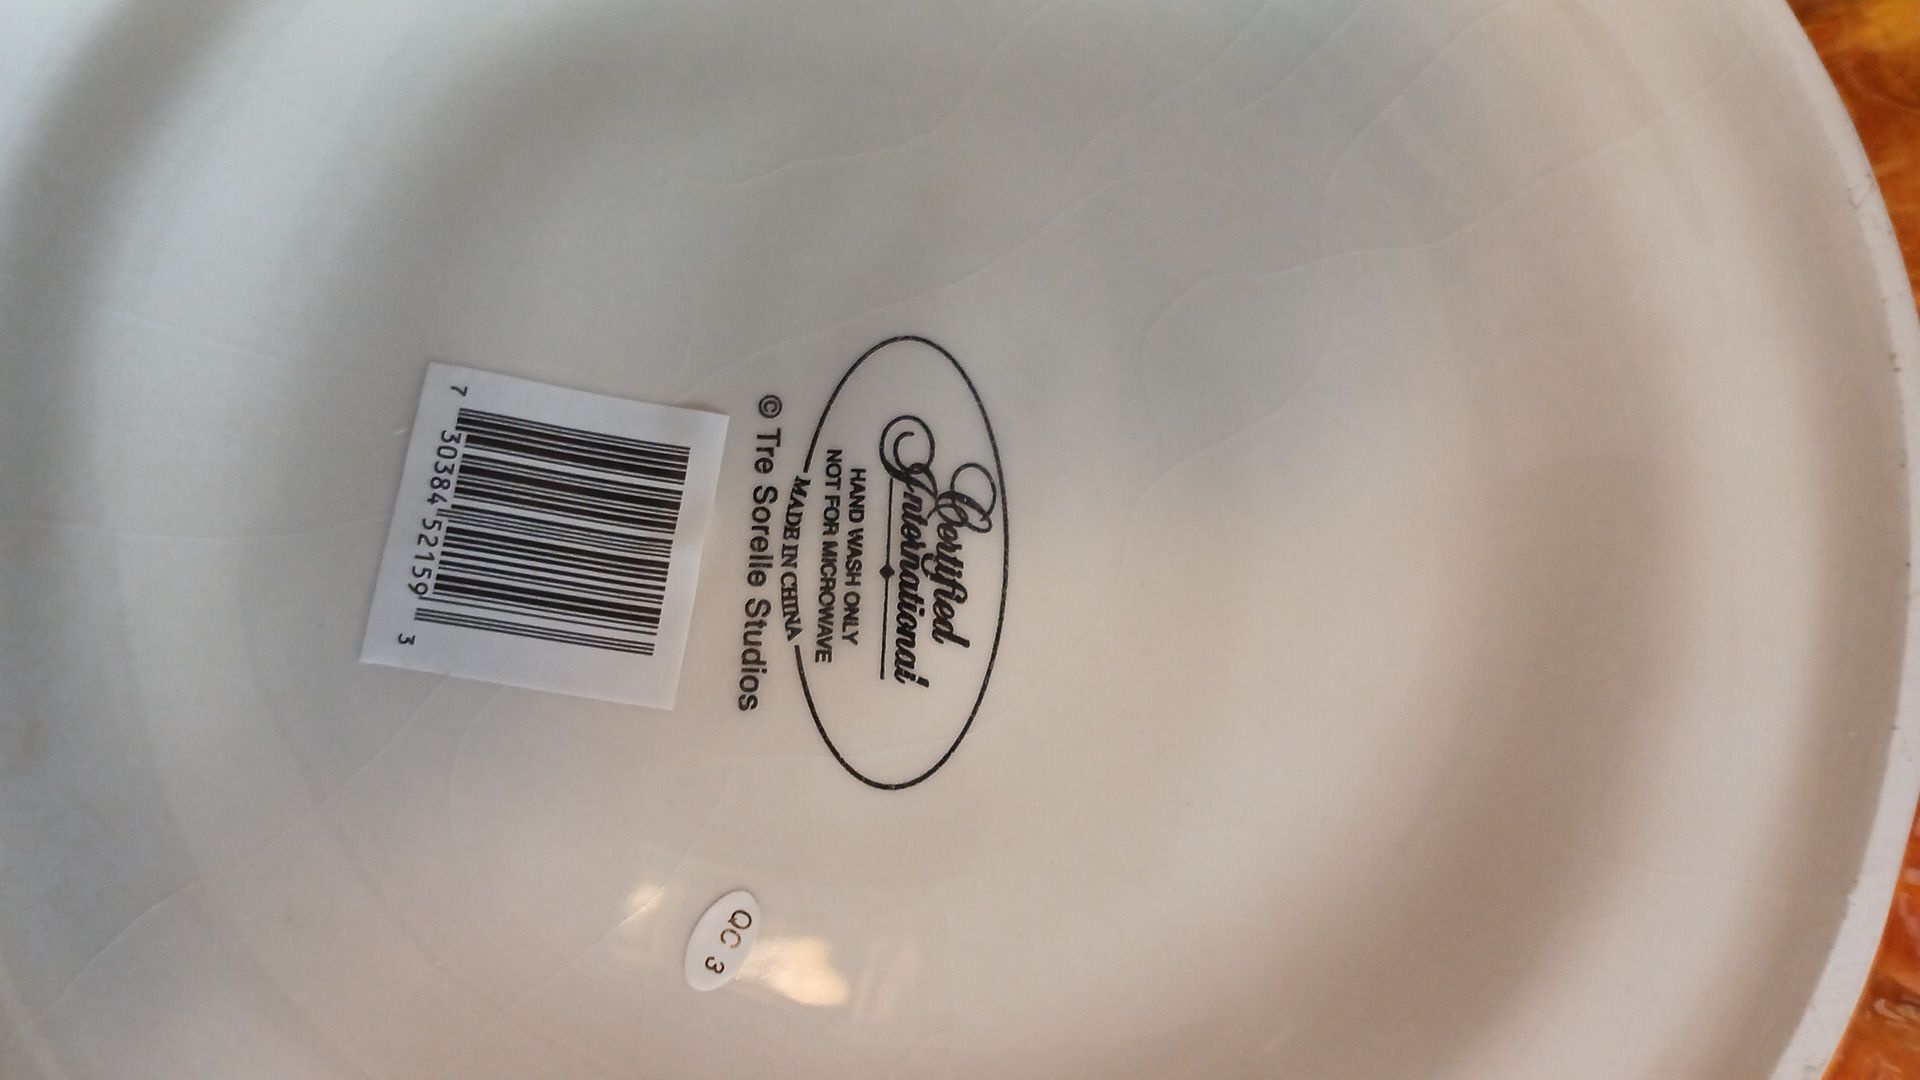 Certified
International
HAND WASH ONLY
NOT FOR MICROWAVE
MADE IN CHINA
© Tre Sorelle Studios
7 30384 52159 3
QC 3